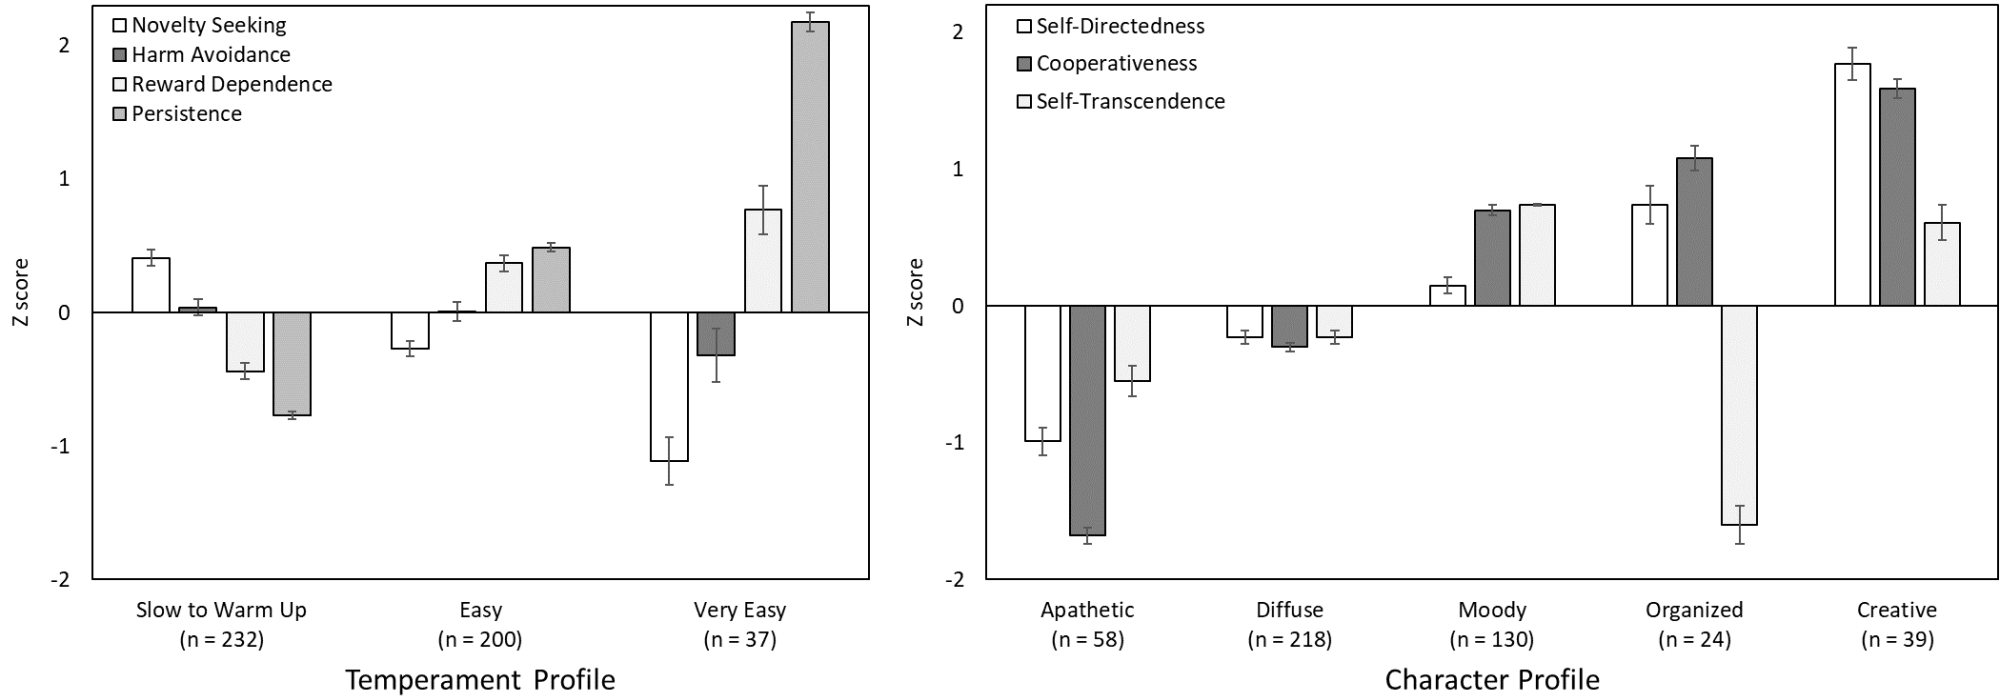 Novelty Seeking
Harm Avoidance
Reward Dependence
Persistence
2
1
0
-1
-2
Z score
Slow to Warm Up
(n = 232)
Easy
(n = 200)
Very Easy
(n = 37)
Temperament Profile
Self-Directedness
Cooperativeness
Self-Transcendence
2
1
0
-1
-2
Z score
Apathetic
(n = 58)
Diffuse
(n = 218)
Moody
(n = 130)
Organized
(n = 24)
Creative
(n = 39)
Character Profile